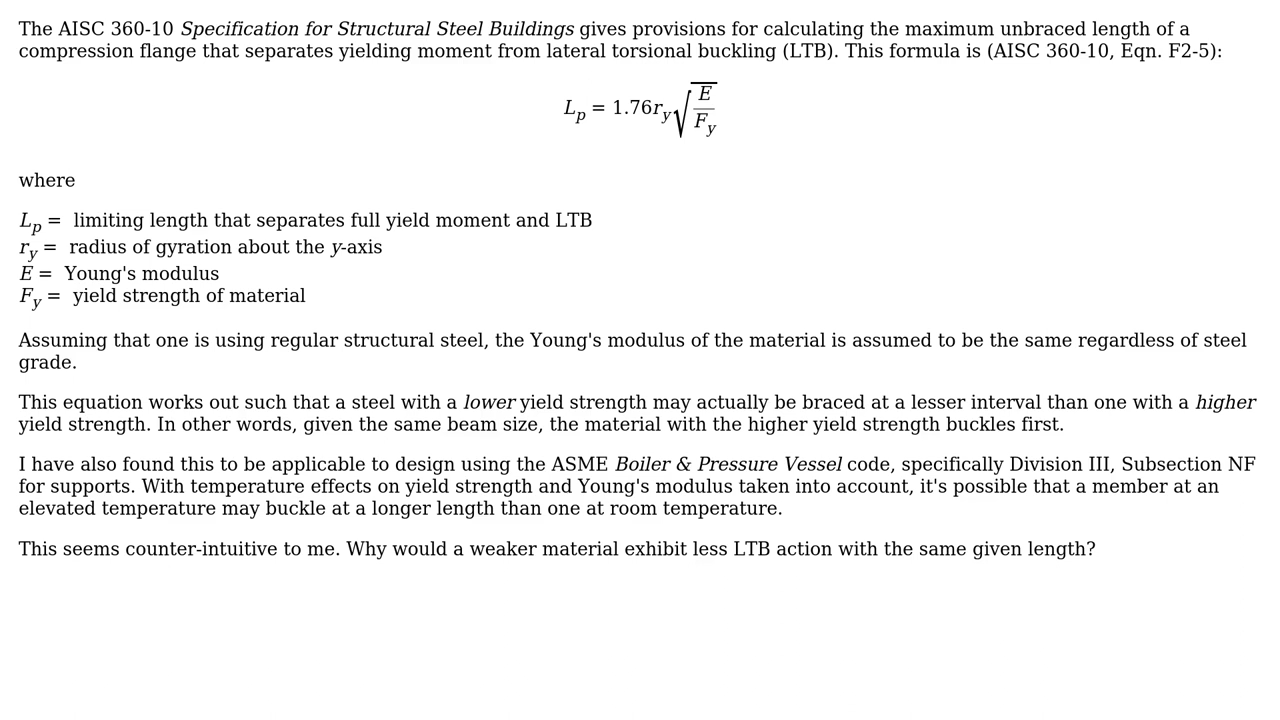 The AISC 360-10 Specification for Structural Steel Buildings gives provisions for calculating the maximum unbraced length of a
compression flange that separates yielding moment from lateral torsional buckling (LTB). This formula is (AISC 360-10, Eqn. F2-5):
L_p = 1.76r_y√(E/F_y)
where
L_p = limiting length that separates full yield moment and LTB
r_y = radius of gyration about the y-axis
E = Young's modulus
F_y = yield strength of material
Assuming that one is using regular structural steel, the Young's modulus of the material is assumed to be the same regardless of steel
grade.
This equation works out such that a steel with a lower yield strength may actually be braced at a lesser interval than one with a higher
yield strength. In other words, given the same beam size, the material with the higher yield strength buckles first.
I have also found this to be applicable to design using the ASME Boiler & Pressure Vessel code, specifically Division III, Subsection NF
for supports. With temperature effects on yield strength and Young's modulus taken into account, it's possible that a member at an
elevated temperature may buckle at a longer length than one at room temperature.
This seems counter-intuitive to me. Why would a weaker material exhibit less LTB action with the same given length?